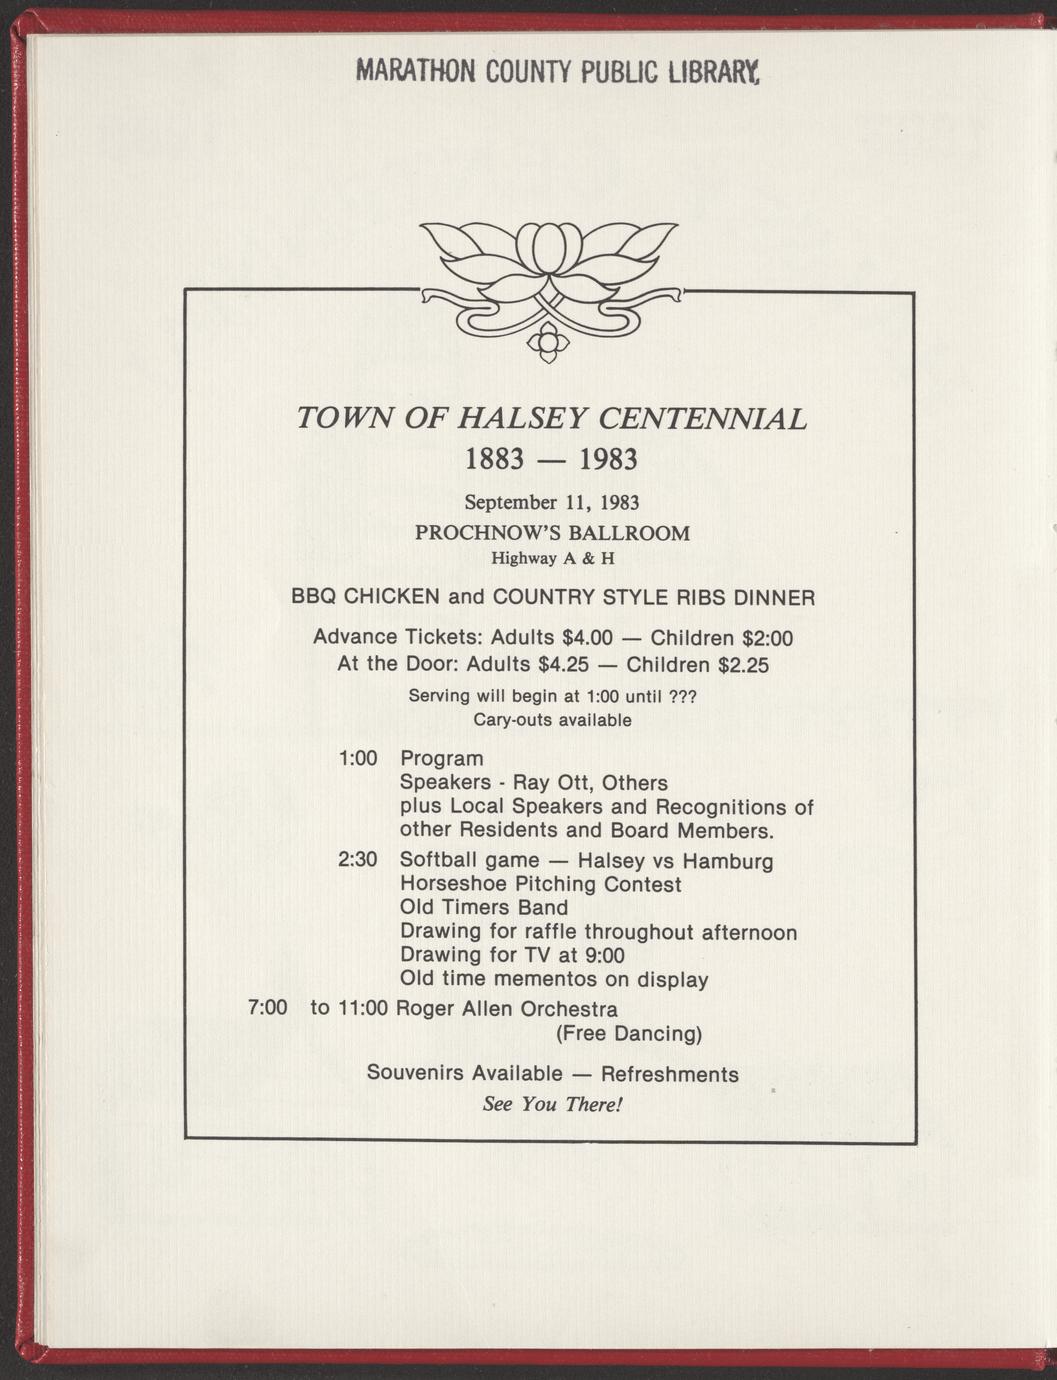 MARATHON COUNTY PUBLIC LIBRARY
TOWN OF HALSEY CENTENNIAL
1883 — 1983
September 11, 1983
PROCHNOW'S BALLROOM
Highway A & H
BBQ CHICKEN and COUNTRY STYLE RIBS DINNER
Advance Tickets: Adults $4.00 — Children $2:00
At the Door: Adults $4.25 — Children $2.25
Serving will begin at 1:00 until ???
Cary-outs available
1:00 Program
Speakers - Ray Ott, Others
plus Local Speakers and Recognitions of
other Residents and Board Members.
2:30 Softball game — Halsey vs Hamburg
Horseshoe Pitching Contest
Old Timers Band
Drawing for raffle throughout afternoon
Drawing for TV at 9:00
Old time mementos on display
7:00 to 11:00 Roger Allen Orchestra
(Free Dancing)
Souvenirs Available — Refreshments
See You There!